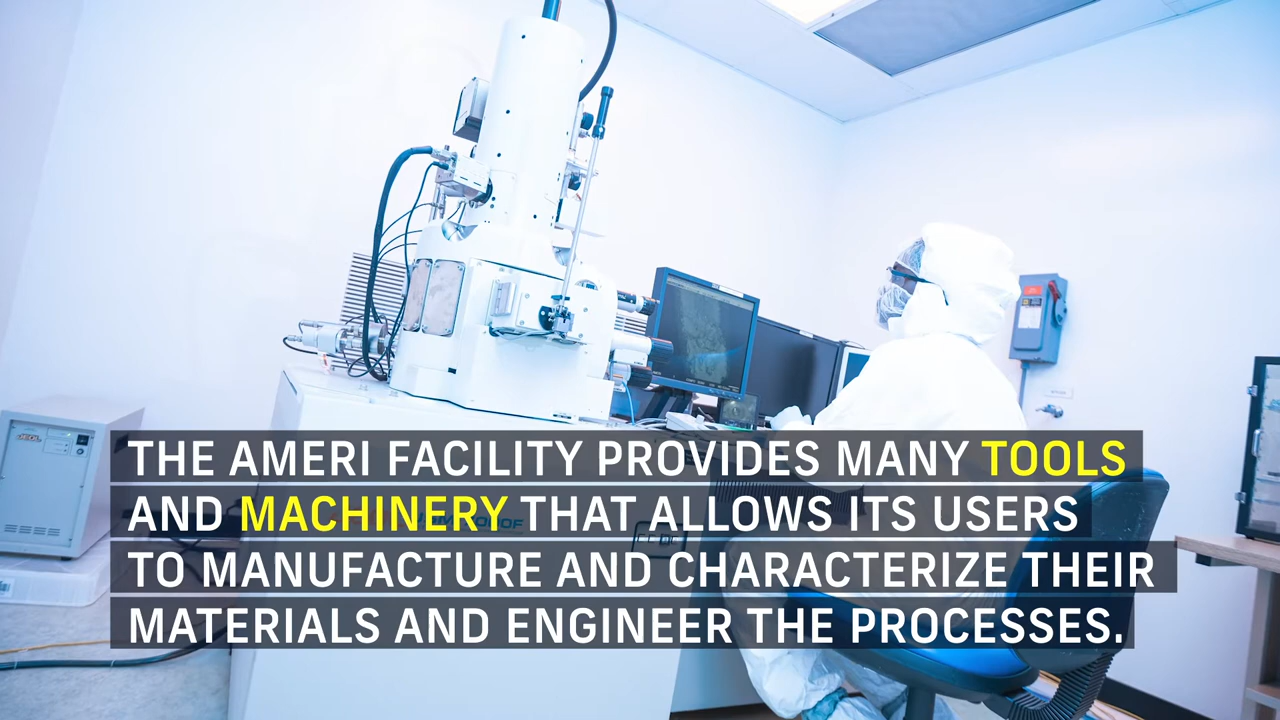 JEOL
THE AMERI FACILITY PROVIDES MANY TOOLS
AND MACHINERY THAT ALLOWS ITS USERS
TO MANUFACTURE AND CHARACTERIZE THEIR
MATERIALS AND ENGINEER THE PROCESSES.